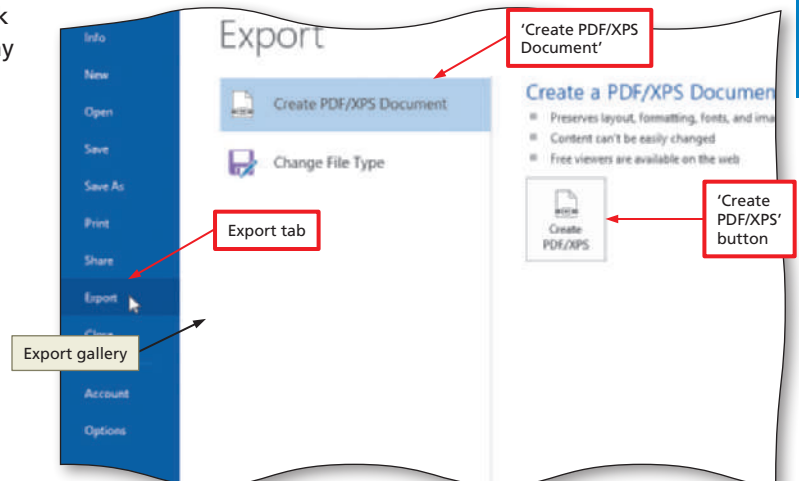 k
ny
Info
New
Open
Save
Save As
Print
Share
Export
Close
Account
Options
Export
Create PDF/XPS Document
Change File Type
Create a PDF/XPS Documen
Preserves layout, formatting, fonts, and ima
Content can't be easily changed
Free viewers are available on the web
Create
PDF/XPS
'Create PDF/XPS
Document'
'Create
PDF/XPS'
button
Export tab
Export gallery